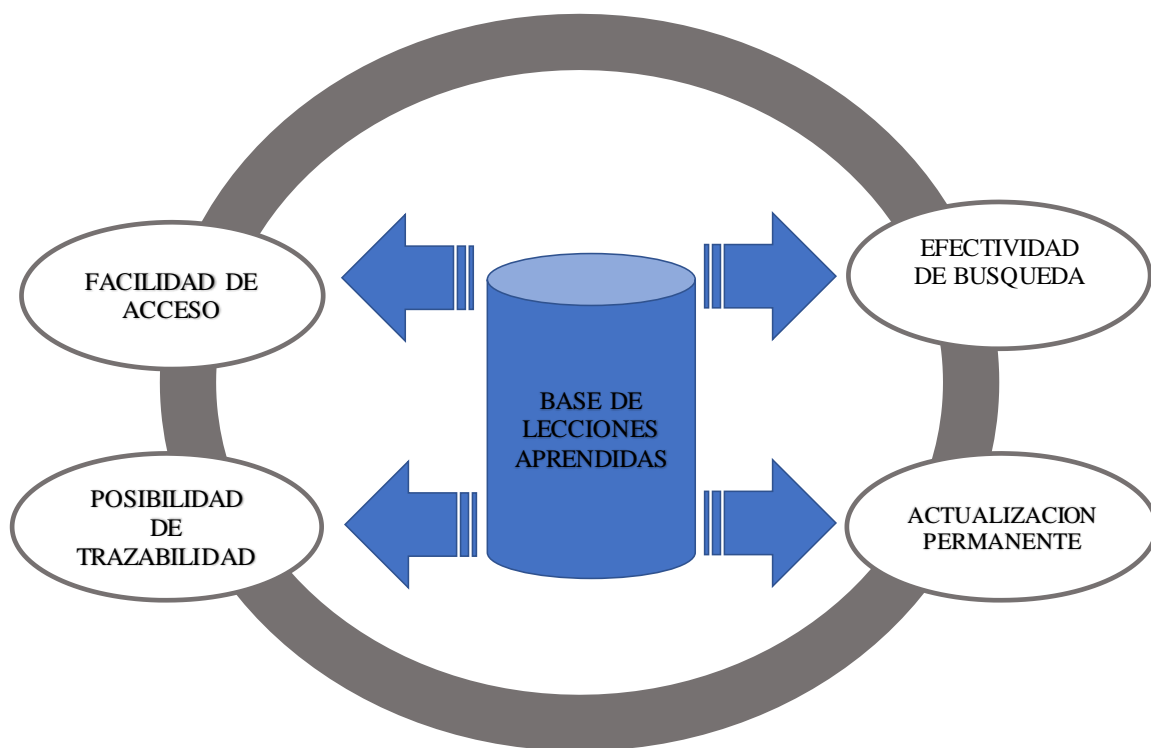 FACILIDAD DE
ACCESO
EFECTIVIDAD
DE BUSQUEDA
BASE DE
LECCIONES
APRENDIDAS
POSIBILIDAD
DE
TRAZABILIDAD
ACTUALIZACION
PERMANENTE